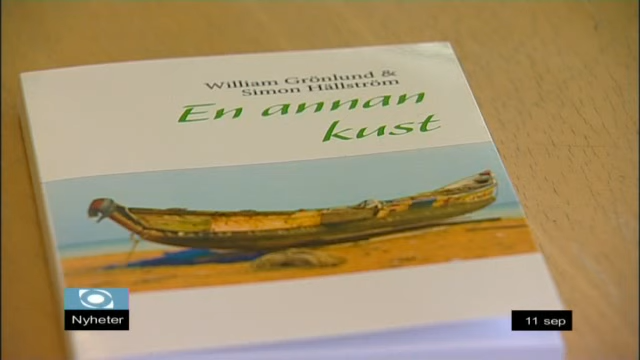 William Grönlund &
Simon Hällström
En annan
kust
Nyheter
11 sep